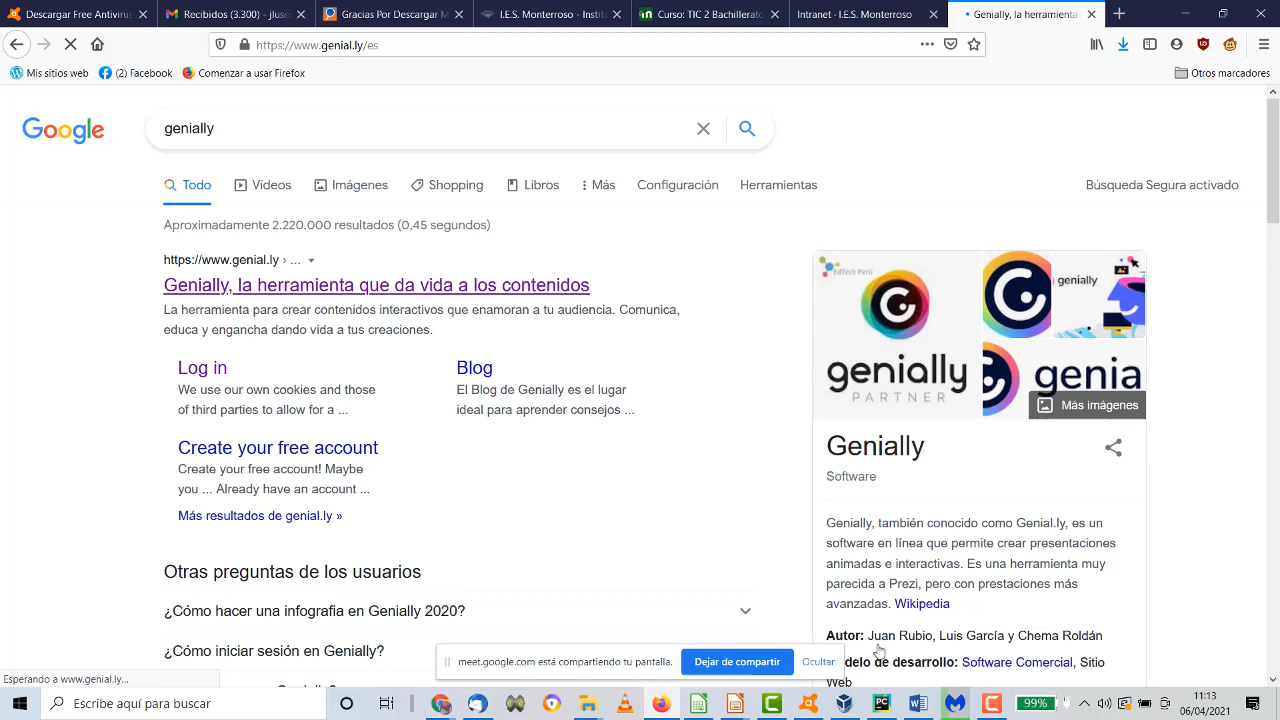 ¿Do Avast Antivirus
Recibidos (3.300) - jlose
Descargar M
I.E.S. Monterroso - Instit
Curso: TIC 2 Bachillerato
Intranet - I.E.S. Monterroso
Genially, la herramienta
https://www.genial.ly/es
Mis sitios web
(2) Facebook
Comenzar a usar Firefox
Otros marcadores
Google
genially
Todo
Vídeos
Imágenes
Shopping
Libros
Más
Configuración
Herramientas
Búsqueda Segura activado
Aproximadamente 2.220.000 resultados (0,45 segundos)
https://www.genial.ly › ...
Genially, la herramienta que da vida a los contenidos
La herramienta para crear contenidos interactivos que enamoran a tu audiencia. Comunica,
educa y engancha dando vida a tus creaciones.
Log in
We use our own cookies and those
of third parties to allow for a ...
Blog
El Blog de Genially es el lugar
ideal para aprender consejos ...
Create your free account
Create your free account! Maybe
you ... Already have an account ...
Más resultados de genial.ly »
Otras preguntas de los usuarios
¿Cómo hacer una infografia en Genially 2020?
¿Cómo iniciar sesión en Genially?
EdTech Perú
genially
PARTNER
genially
genia
Más imágenes
Genially
Software
Genially, también conocido como Genial.ly, es un
software en línea que permite crear presentaciones
animadas e interactivas. Es una herramienta muy
parecida a Prezi, pero con prestaciones más
avanzadas. Wikipedia
Autor: Juan Rubio, Luis García y Chema Roldán
delo de desarrollo: Software Comercial, Sitio
Web
meet.google.com está compartiendo tu pantalla.
Dejar de compartir
Ocultar
Esperando a www.genial.ly...
Escribe aquí para buscar
99%
11:13
06/04/2021